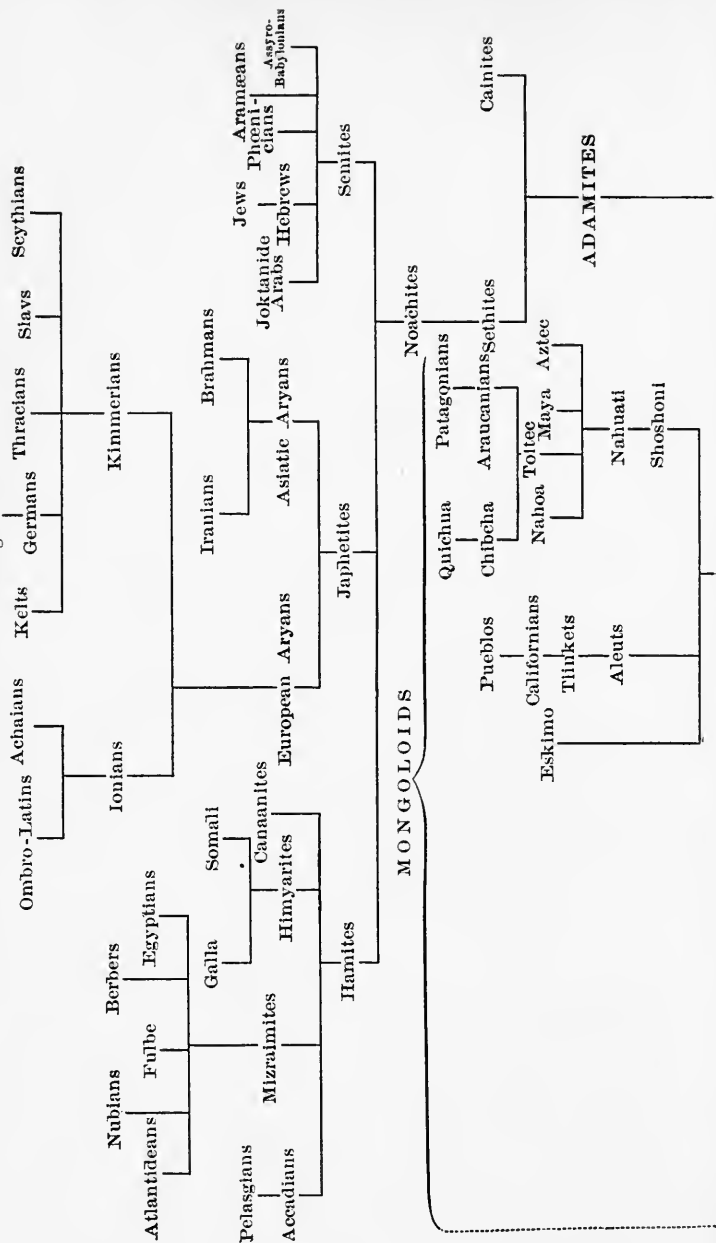 Ombro-Latins Achaians Kelts Germans Thracians Slavs Scythians
Ionians Kimmerians
Nubians Berbers
Atlantideans Fulbe Egyptians
Galla Somali Iranians Brahmans
Jews Aramæans
Joktanide Arabs Hebrews Phœnicians Assyro-Babylonians
Pelasgians
Accadians Mizraimites Himyarites Canaanites European Aryans Asiatic Aryans
Hamites Japhetites Semites
MONGOLOIDS
Noachites
Quichua Patagonians
Chibcha Araucanians Sethites Cainites
Pueblos
Californians
Tlinkets
Aleuts
Eskimo
Nahoa Toltec Maya Aztec
Nahuatl
Shoshoni
ADAMITES